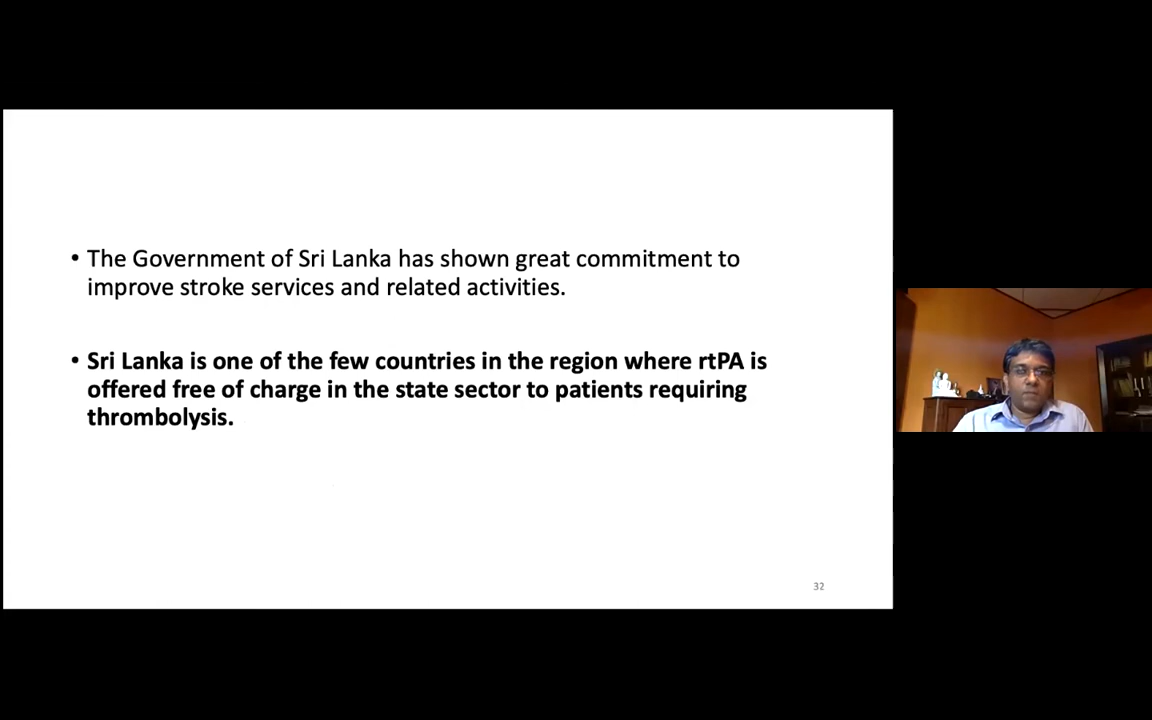 • The Government of Sri Lanka has shown great commitment to
improve stroke services and related activities.
• Sri Lanka is one of the few countries in the region where rtPA is
offered free of charge in the state sector to patients requiring
thrombolysis.
32